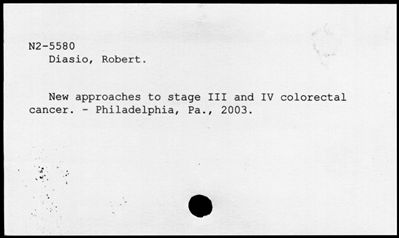 N2-5580
Diasio, Robert.
New approaches to stage III and IV colorectal
cancer. - Philadelphia, Pa., 2003.